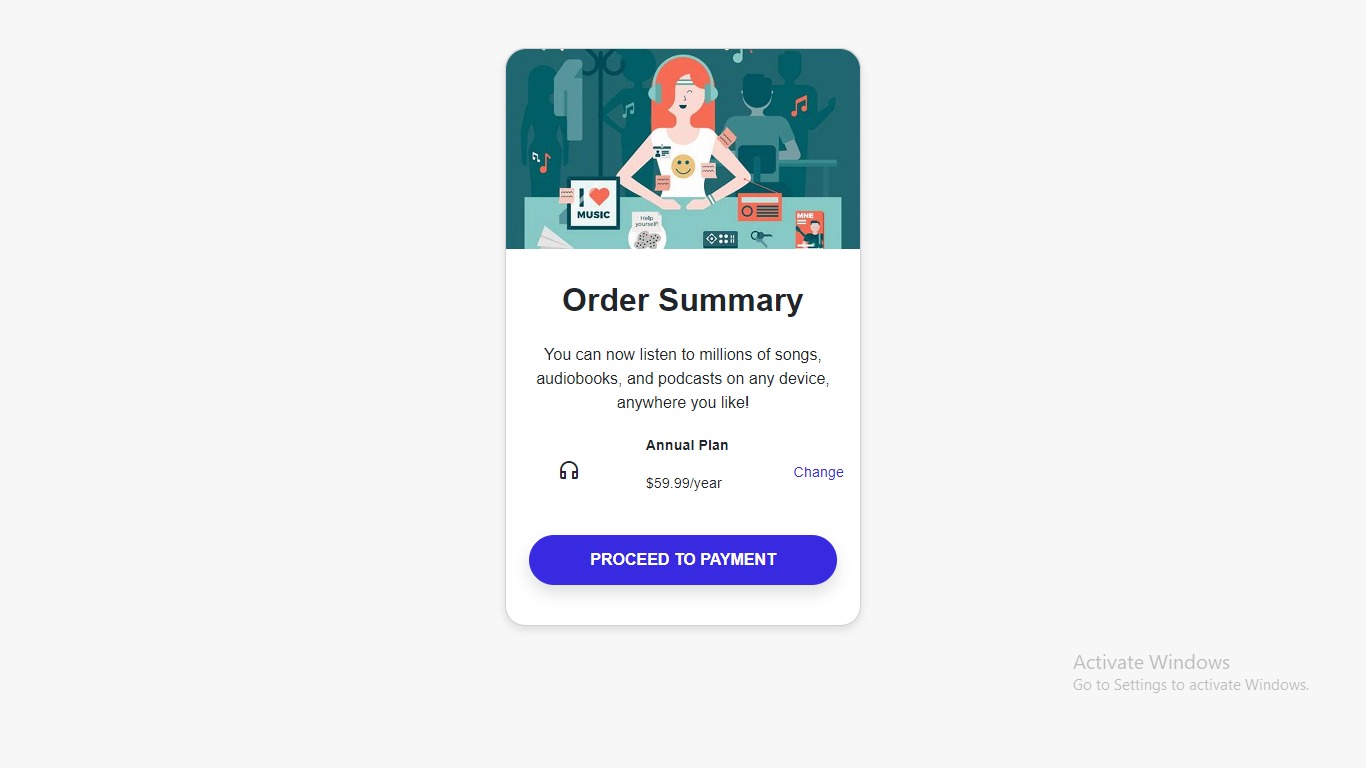 I ♥ MUSIC
Help
yourself!
MNE
Order Summary
You can now listen to millions of songs,
audiobooks, and podcasts on any device,
anywhere you like!
Annual Plan
$59.99/year
Change
PROCEED TO PAYMENT
Activate Windows
Go to Settings to activate Windows.